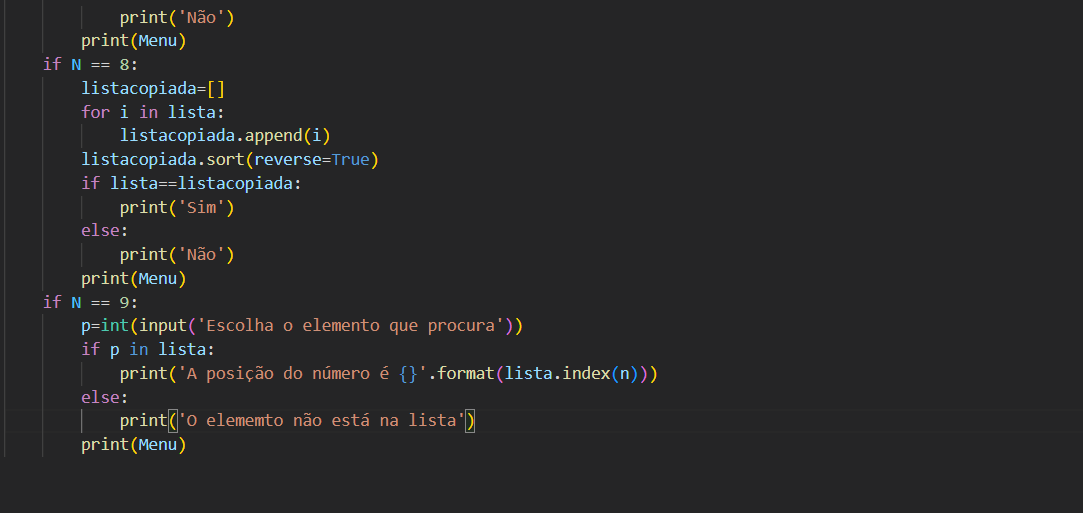 print('Não')
print(Menu)
if N == 8:
listacopiada=[]
for i in lista:
listacopiada.append(i)
listacopiada.sort(reverse=True)
if lista==listacopiada:
print('Sim')
else:
print('Não')
print(Menu)
if N == 9:
p=int(input('Escolha o elemento que procura'))
if p in lista:
print('A posição do número é {}'.format(lista.index(n)))
else:
print('O elememto não está na lista')
print(Menu)